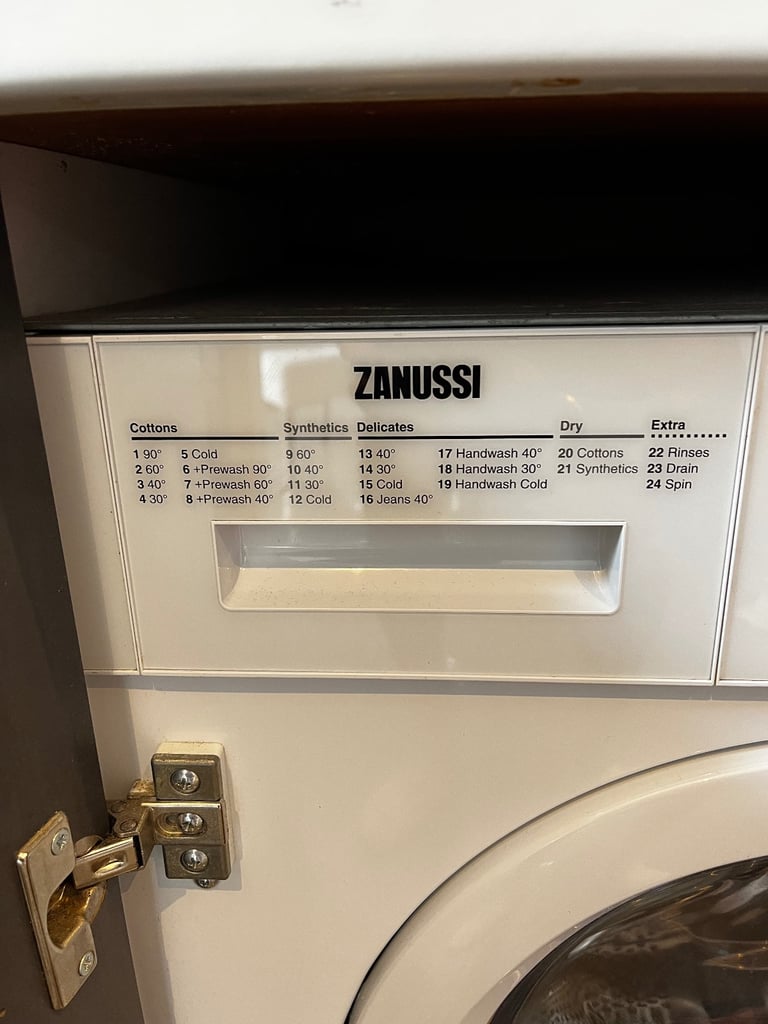 ZANUSSI
Cottons
1 90° 5 Cold
2 60° 6 +Prewash 90°
3 40° 7 +Prewash 60°
4 30° 8 +Prewash 40°
Synthetics
9 60°
10 40°
11 30°
12 Cold
Delicates
13 40° 17 Handwash 40°
14 30° 18 Handwash 30°
15 Cold 19 Handwash Cold
16 Jeans 40°
Dry
20 Cottons
21 Synthetics
Extra
22 Rinses
23 Drain
24 Spin